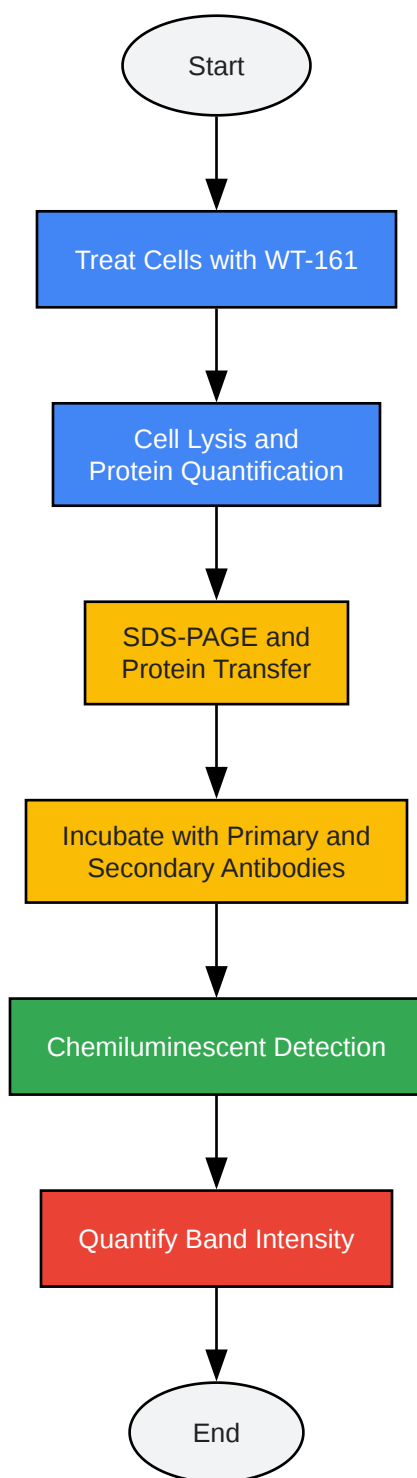 Start
Treat Cells with WT-161
Cell Lysis and
Protein Quantification
SDS-PAGE and
Protein Transfer
Incubate with Primary and
Secondary Antibodies
Chemiluminescent Detection
Quantify Band Intensity
End